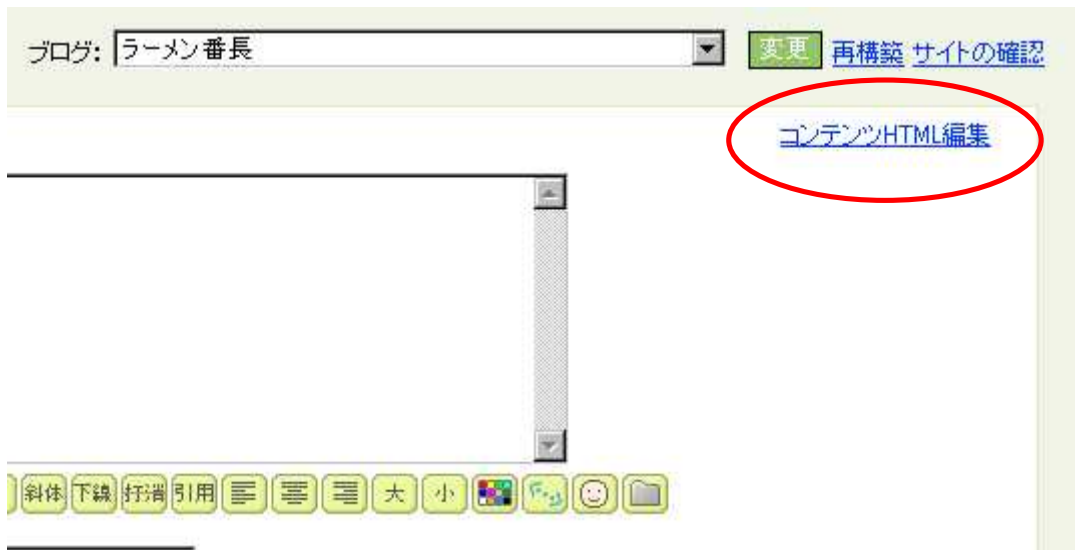 ブログ: ラーメン番長 変更 再構築 サイトの確認
コンテンツHTML編集
斜体 下線 打消 引用 大 小